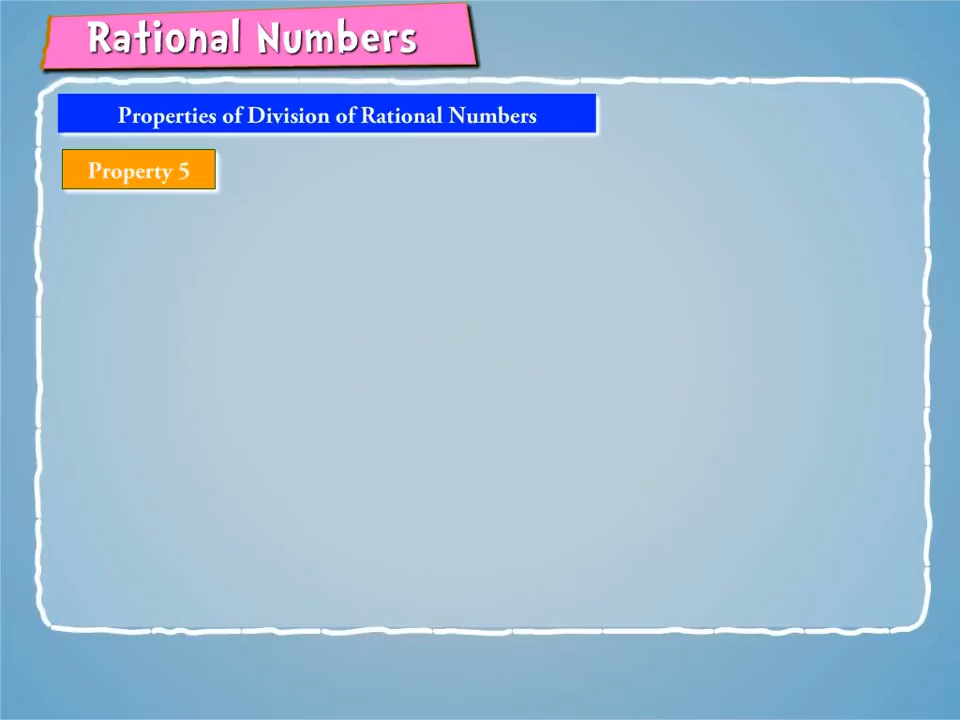 Rational Numbers
Properties of Division of Rational Numbers
Property 5